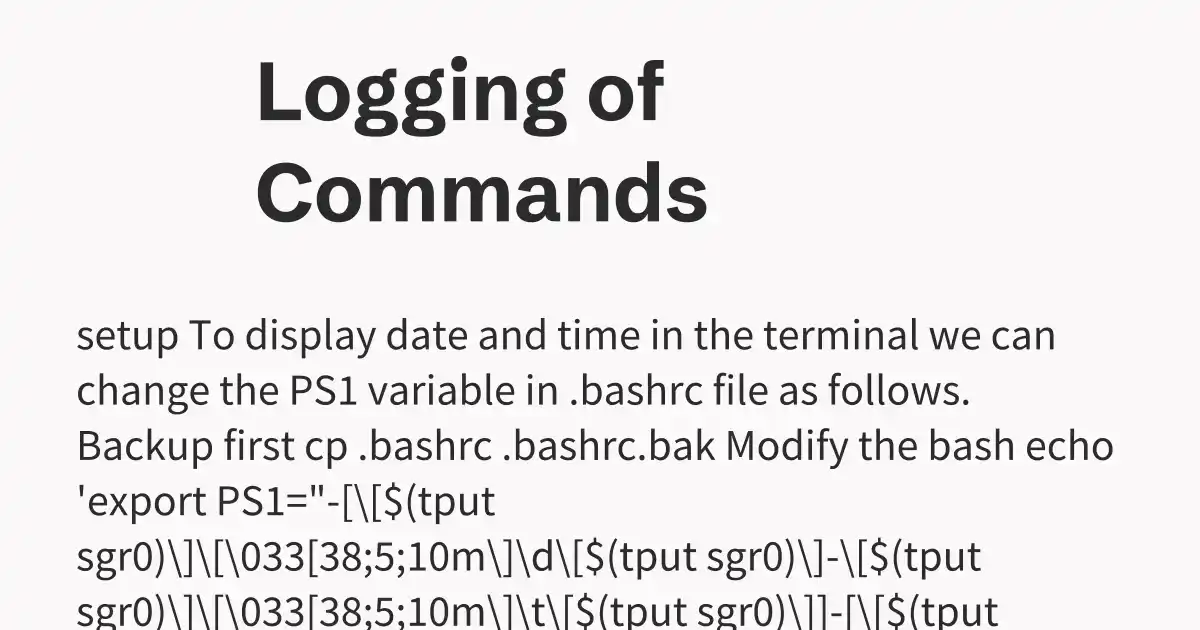 Logging of
Commands
setup To display date and time in the terminal we can
change the PS1 variable in .bashrc file as follows.
Backup first cp .bashrc .bashrc.bak Modify the bash echo
'export PS1="-[\[$(tput
sgr0)\]\[\033[38;5;10m\]\d\[$(tput sgr0)\]-\[$(tput
sgr0)\]\[\033[38;5;10m\]\t\[$(tput sgr0)\]]-[\[$(tput